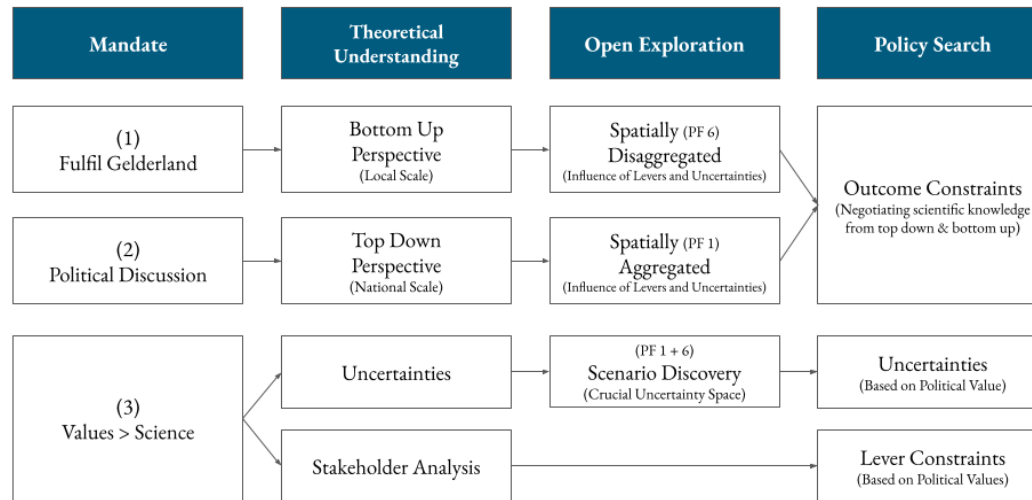 Mandate
Theoretical
Understanding
Open Exploration
Policy Search
(1)
Fulfil Gelderland
Bottom Up
Perspective
(Local Scale)
Spatially (PF 6)
Disaggregated
(Influence of Levers and Uncertainties)
Outcome Constraints
(Negotiating scientific knowledge
from top down & bottom up)
(2)
Political Discussion
Top Down
Perspective
(National Scale)
Spatially (PF 1)
Aggregated
(Influence of Levers and Uncertainties)
(3)
Values > Science
Uncertainties
(PF 1 + 6)
Scenario Discovery
(Crucial Uncertainty Space)
Uncertainties
(Based on Political Value)
Stakeholder Analysis
Lever Constraints
(Based on Political Values)